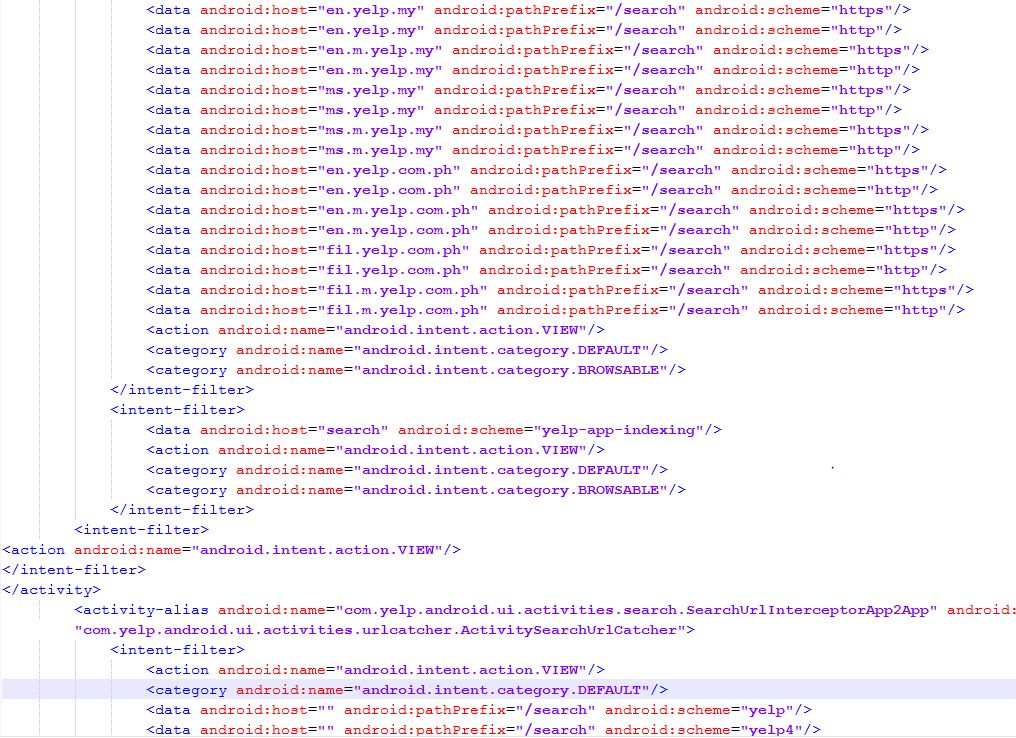 <data android:host="en.yelp.my" android:pathPrefix="/search" android:scheme="https"/>
<data android:host="en.yelp.my" android:pathPrefix="/search" android:scheme="http"/>
<data android:host="en.m.yelp.my" android:pathPrefix="/search" android:scheme="https"/>
<data android:host="en.m.yelp.my" android:pathPrefix="/search" android:scheme="http"/>
<data android:host="ms.yelp.my" android:pathPrefix="/search" android:scheme="https"/>
<data android:host="ms.yelp.my" android:pathPrefix="/search" android:scheme="http"/>
<data android:host="ms.m.yelp.my" android:pathPrefix="/search" android:scheme="https"/>
<data android:host="ms.m.yelp.my" android:pathPrefix="/search" android:scheme="http"/>
<data android:host="en.yelp.com.ph" android:pathPrefix="/search" android:scheme="https"/>
<data android:host="en.yelp.com.ph" android:pathPrefix="/search" android:scheme="http"/>
<data android:host="en.m.yelp.com.ph" android:pathPrefix="/search" android:scheme="https"/>
<data android:host="en.m.yelp.com.ph" android:pathPrefix="/search" android:scheme="http"/>
<data android:host="fil.yelp.com.ph" android:pathPrefix="/search" android:scheme="https"/>
<data android:host="fil.yelp.com.ph" android:pathPrefix="/search" android:scheme="http"/>
<data android:host="fil.m.yelp.com.ph" android:pathPrefix="/search" android:scheme="https"/>
<data android:host="fil.m.yelp.com.ph" android:pathPrefix="/search" android:scheme="http"/>
<action android:name="android.intent.action.VIEW"/>
<category android:name="android.intent.category.DEFAULT"/>
<category android:name="android.intent.category.BROWSABLE"/>
</intent-filter>
<intent-filter>
<data android:host="search" android:scheme="yelp-app-indexing"/>
<action android:name="android.intent.action.VIEW"/>
<category android:name="android.intent.category.DEFAULT"/>
<category android:name="android.intent.category.BROWSABLE"/>
</intent-filter>
<intent-filter>
<action android:name="android.intent.action.VIEW"/>
</intent-filter>
</activity>
<activity-alias android:name="com.yelp.android.ui.activities.search.SearchUrlInterceptorApp2App" android:
"com.yelp.android.ui.activities.urlcatcher.ActivitySearchUrlCatcher">
<intent-filter>
<action android:name="android.intent.action.VIEW"/>
<category android:name="android.intent.category.DEFAULT"/>
<data android:host="" android:pathPrefix="/search" android:scheme="yelp"/>
<data android:host="" android:pathPrefix="/search" android:scheme="yelp4"/>